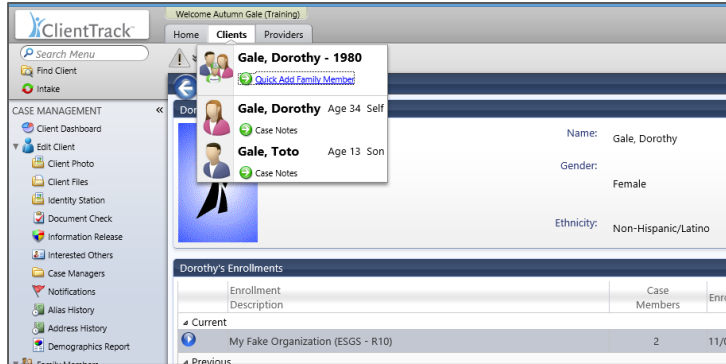 Welcome Autumn Gale (Training)
ClientTrack
Home Clients Providers
Search Menu
Find Client
Intake
Gale, Dorothy - 1980
Quick Add Family Member
CASE MANAGEMENT «
Gale, Dorothy Age 34 Self
Case Notes
Gale, Toto Age 13 Son
Case Notes
Client Dashboard
Edit Client
Client Photo
Client Files
Identity Station
Document Check
Information Release
Interested Others
Case Managers
Notifications
Alias History
Address History
Demographics Report
Name: Gale, Dorothy
Gender: Female
Ethnicity: Non-Hispanic/Latino
Dorothy's Enrollments
Enrollment Description
Case Members
Current
My Fake Organization (ESGS - R10) 2
Previous
Family Members